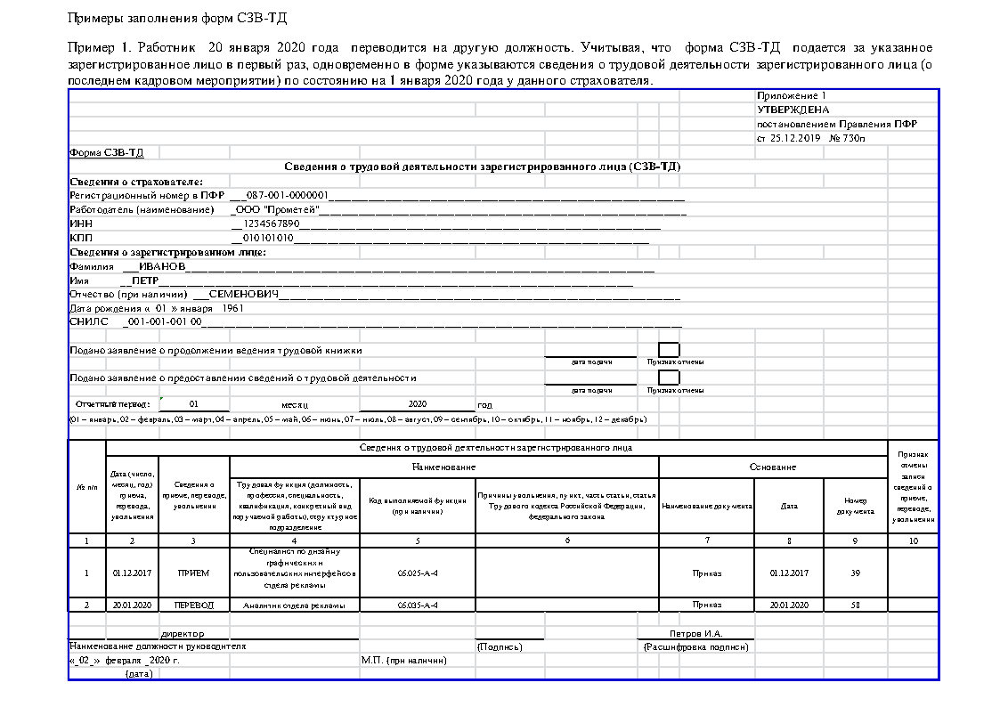 Примеры заполнения форм СЗВ-ТД
Пример 1. Работник 20 января 2020 года переводится на другую должность. Учитывая, что форма СЗВ-ТД подается за указанное
зарегистрированное лицо в первый раз, одновременно в форме указываются сведения о трудовой деятельности зарегистрированного лица (о
последнем кадровом мероприятии) по состоянию на 1 января 2020 года у данного страхователя.
Приложение 1
УТВЕРЖДЕНА
постановлением Правления ПФР
от 25.12.2019 № 730п
Форма СЗВ-ТД
Сведения о трудовой деятельности зарегистрированного лица (СЗВ-ТД)
Сведения о страхователе:
Регистрационный номер в ПФР ___087-001-0000001___
Работодатель (наименование) _ООО "Прометей"___
ИНН __1234567890___
КПП __010101010___
Сведения о зарегистрированном лице:
Фамилия ___ИВАНОВ___
Имя __ПЕТР___
Отчество (при наличии) ___СЕМЕНОВИЧ___
Дата рождения « 01 » января 1961
СНИЛС _001-001-001 00___
Подано заявление о продолжении ведения трудовой книжки
дата подачи Признак отмены
Подано заявление о предоставлении сведений о трудовой деятельности
дата подачи Признак отмены
Отчетный период: 01 месяц 2020 год
(01 – январь, 02 – февраль, 03 – март, 04 – апрель, 05 – май, 06 – июнь, 07 – июль, 08 – август, 09 – сентябрь, 10 – октябрь, 11 – ноябрь, 12 – декабрь)
Сведения о трудовой деятельности зарегистрированного лица
№ п/п
Дата (число,
месяц, год)
приема,
перевода,
увольнения
Сведения о
приеме, переводе,
увольнении
Наименование
Трудовая функция (должность,
профессия, специальность,
квалификация, конкретный вид
поручаемой работы), структурное
подразделение
Код выполняемой функции
(при наличии)
Причины увольнения, пункт, часть статьи, статья
Трудового кодекса Российской Федерации,
федерального закона
Основание
Наименование документа
Дата
Номер
документа
Признак
отмены
записи
сведений о
приеме,
переводе,
увольнении
1 2 3 4 5 6 7 8 9 10
1 01.12.2017 ПРИЕМ
Специалист по дизайну
графических и
пользовательских интерфейсов
отдела рекламы
06.025-A-4 Приказ 01.12.2017 39
2 20.01.2020 ПЕРЕВОД Аналитик отдела рекламы 06.035-A-4 Приказ 20.01.2020 58
директор Петров И.А.
Наименование должности руководителя (Подпись) (Расшифровка подписи)
«_02_» февраля _2020 г. М.П. (при наличии)
(дата)